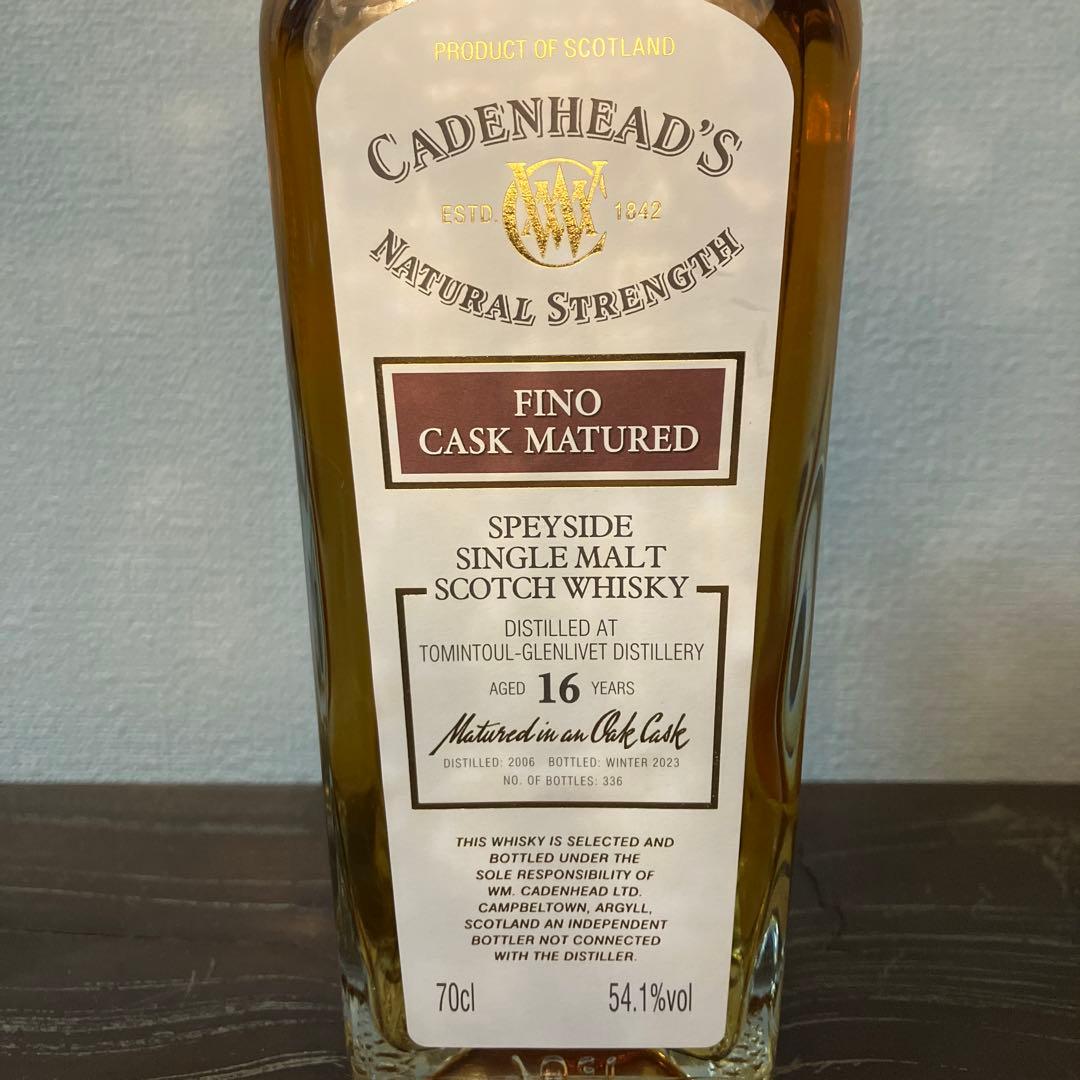 PRODUCT OF SCOTLAND
CADENHEAD'S
ESTD. WC 1842
NATURAL STRENGTH
FINO
CASK MATURED
SPEYSIDE
SINGLE MALT
SCOTCH WHISKY
DISTILLED AT
TOMINTOUL-GLENLIVET DISTILLERY
AGED 16 YEARS
Matured in an Oak Cask
DISTILLED: 2006 BOTTLED: WINTER 2023
NO. OF BOTTLES: 336
THIS WHISKY IS SELECTED AND
BOTTLED UNDER THE
SOLE RESPONSIBILITY OF
WM. CADENHEAD LTD.
CAMPBELTOWN, ARGYLL,
SCOTLAND AN INDEPENDENT
BOTTLER NOT CONNECTED
WITH THE DISTILLER.
70cl 54.1%vol